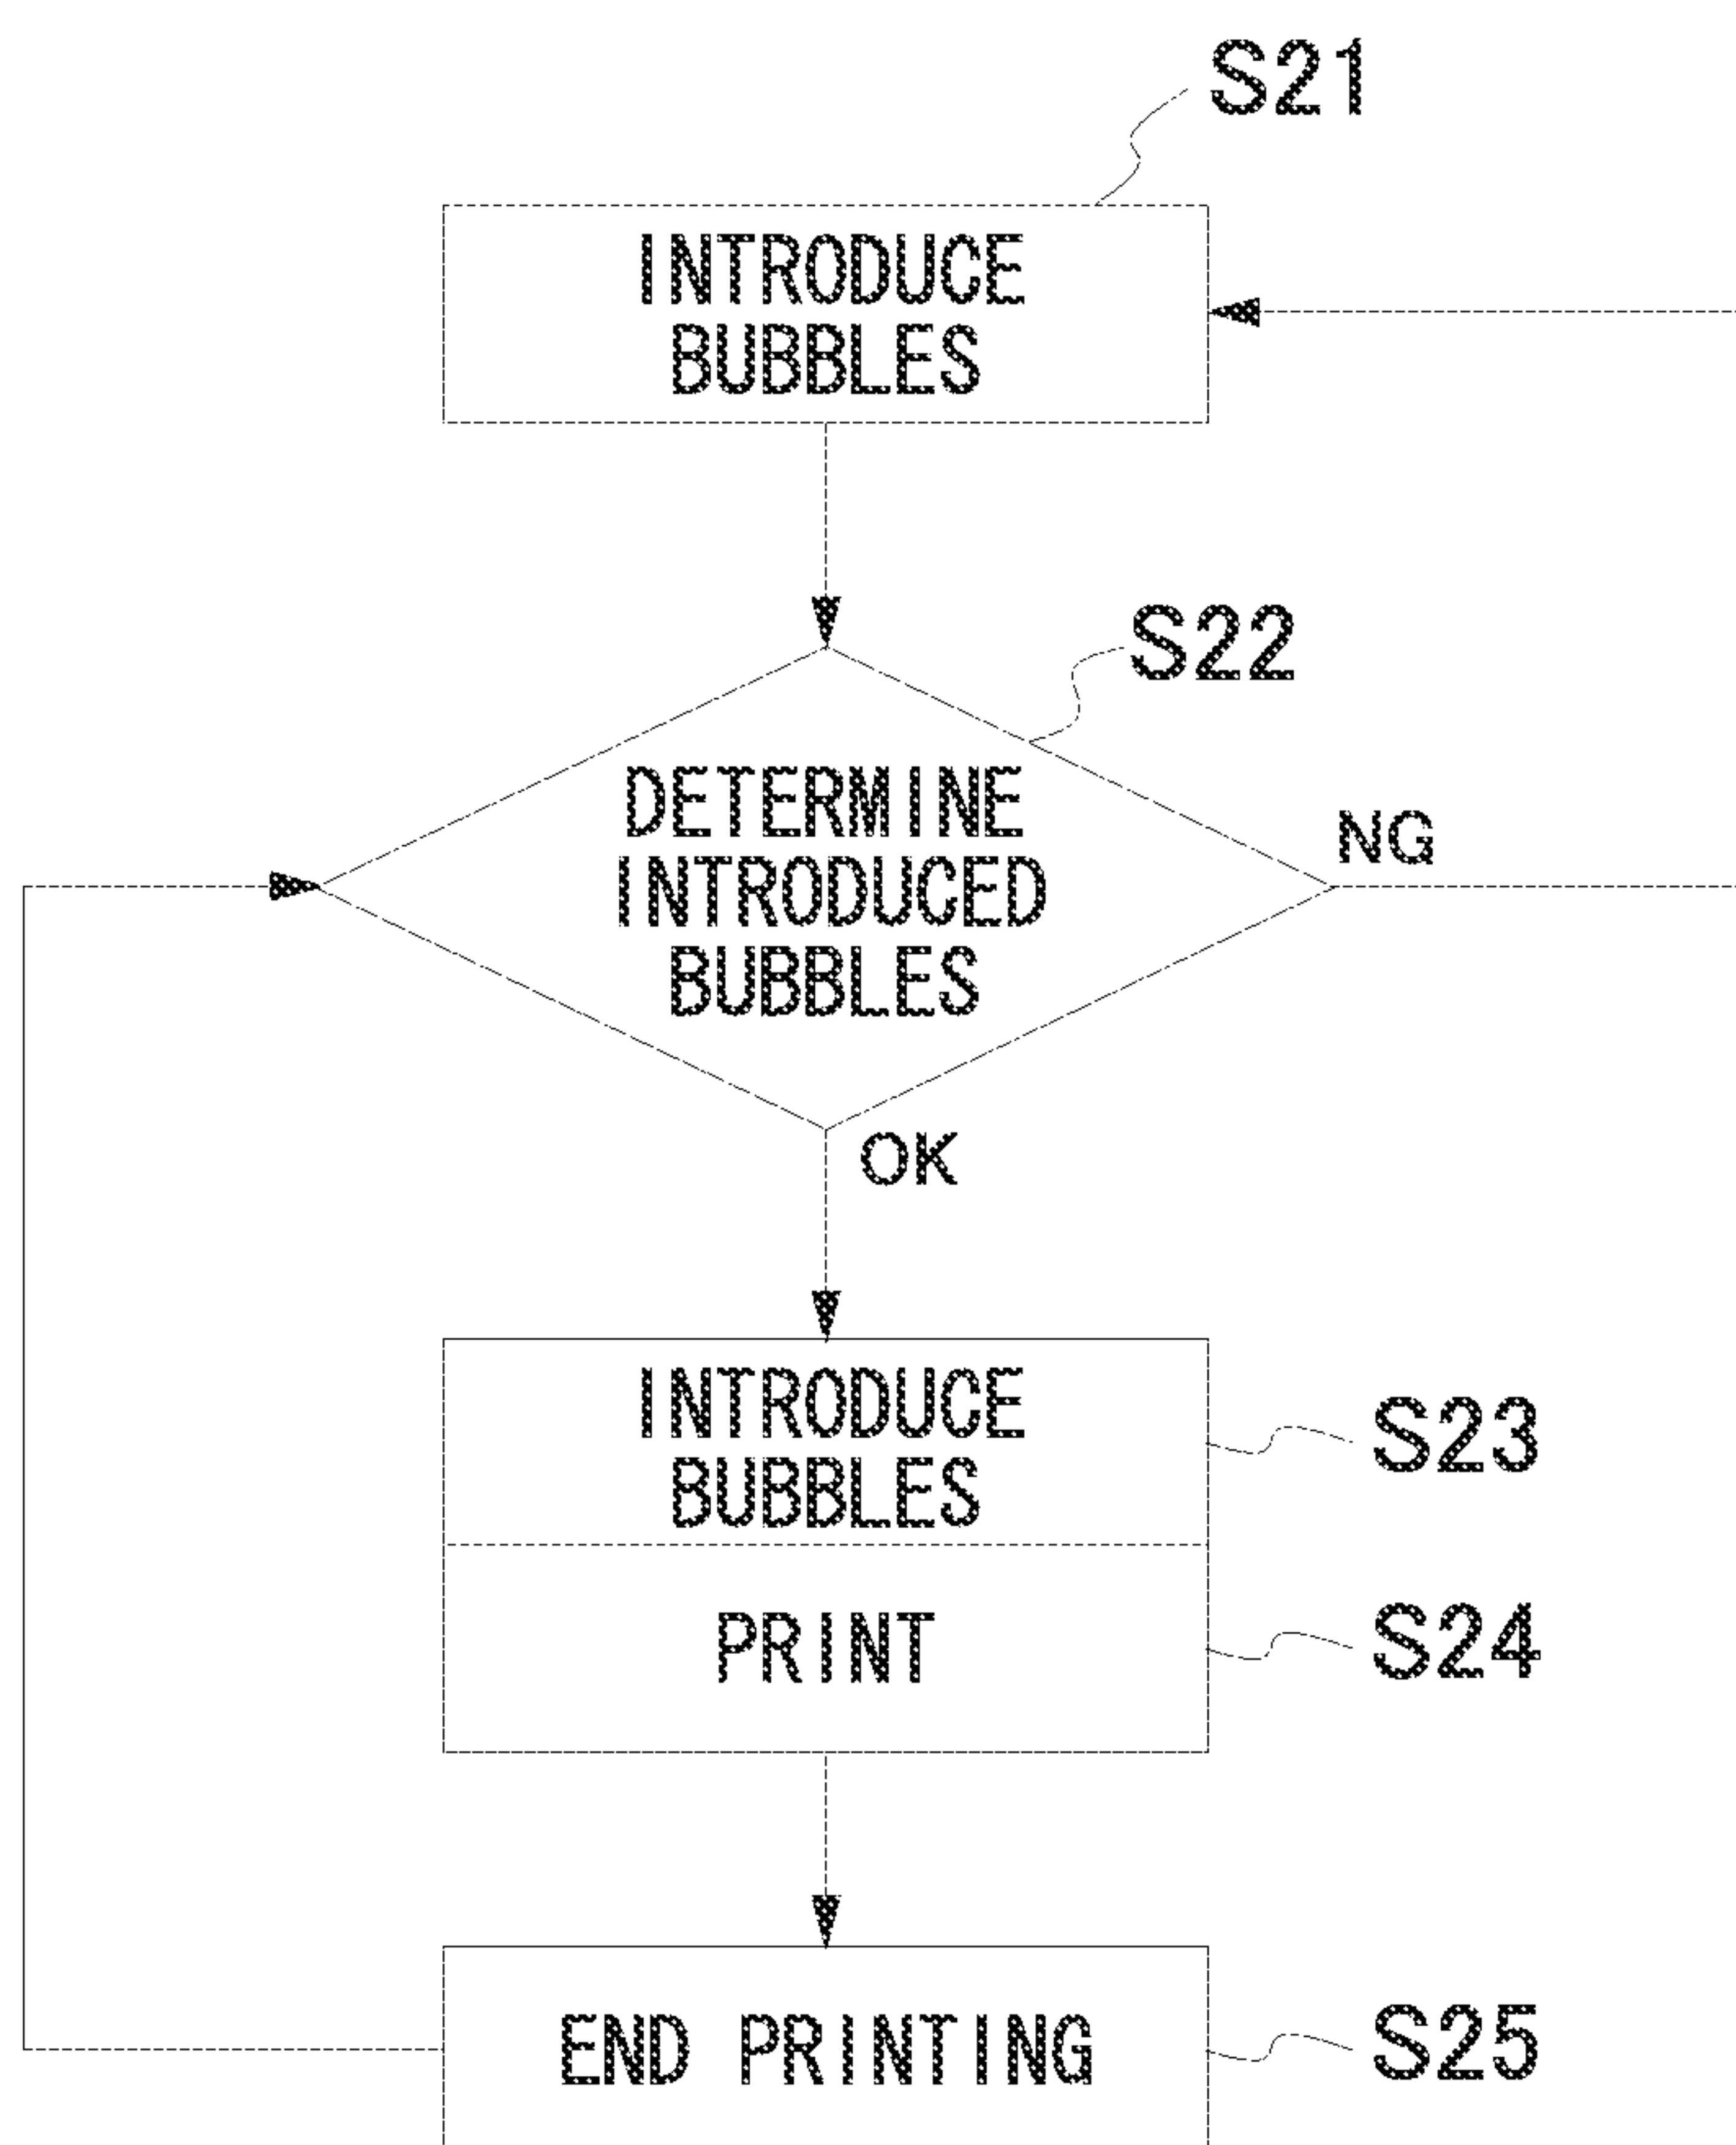 S21
INTRODUCE
BUBBLES
S22
DETERMINE
INTRODUCED
BUBBLES
NG
OK
INTRODUCE
BUBBLES
S23
PRINT
S24
END PRINTING
S25